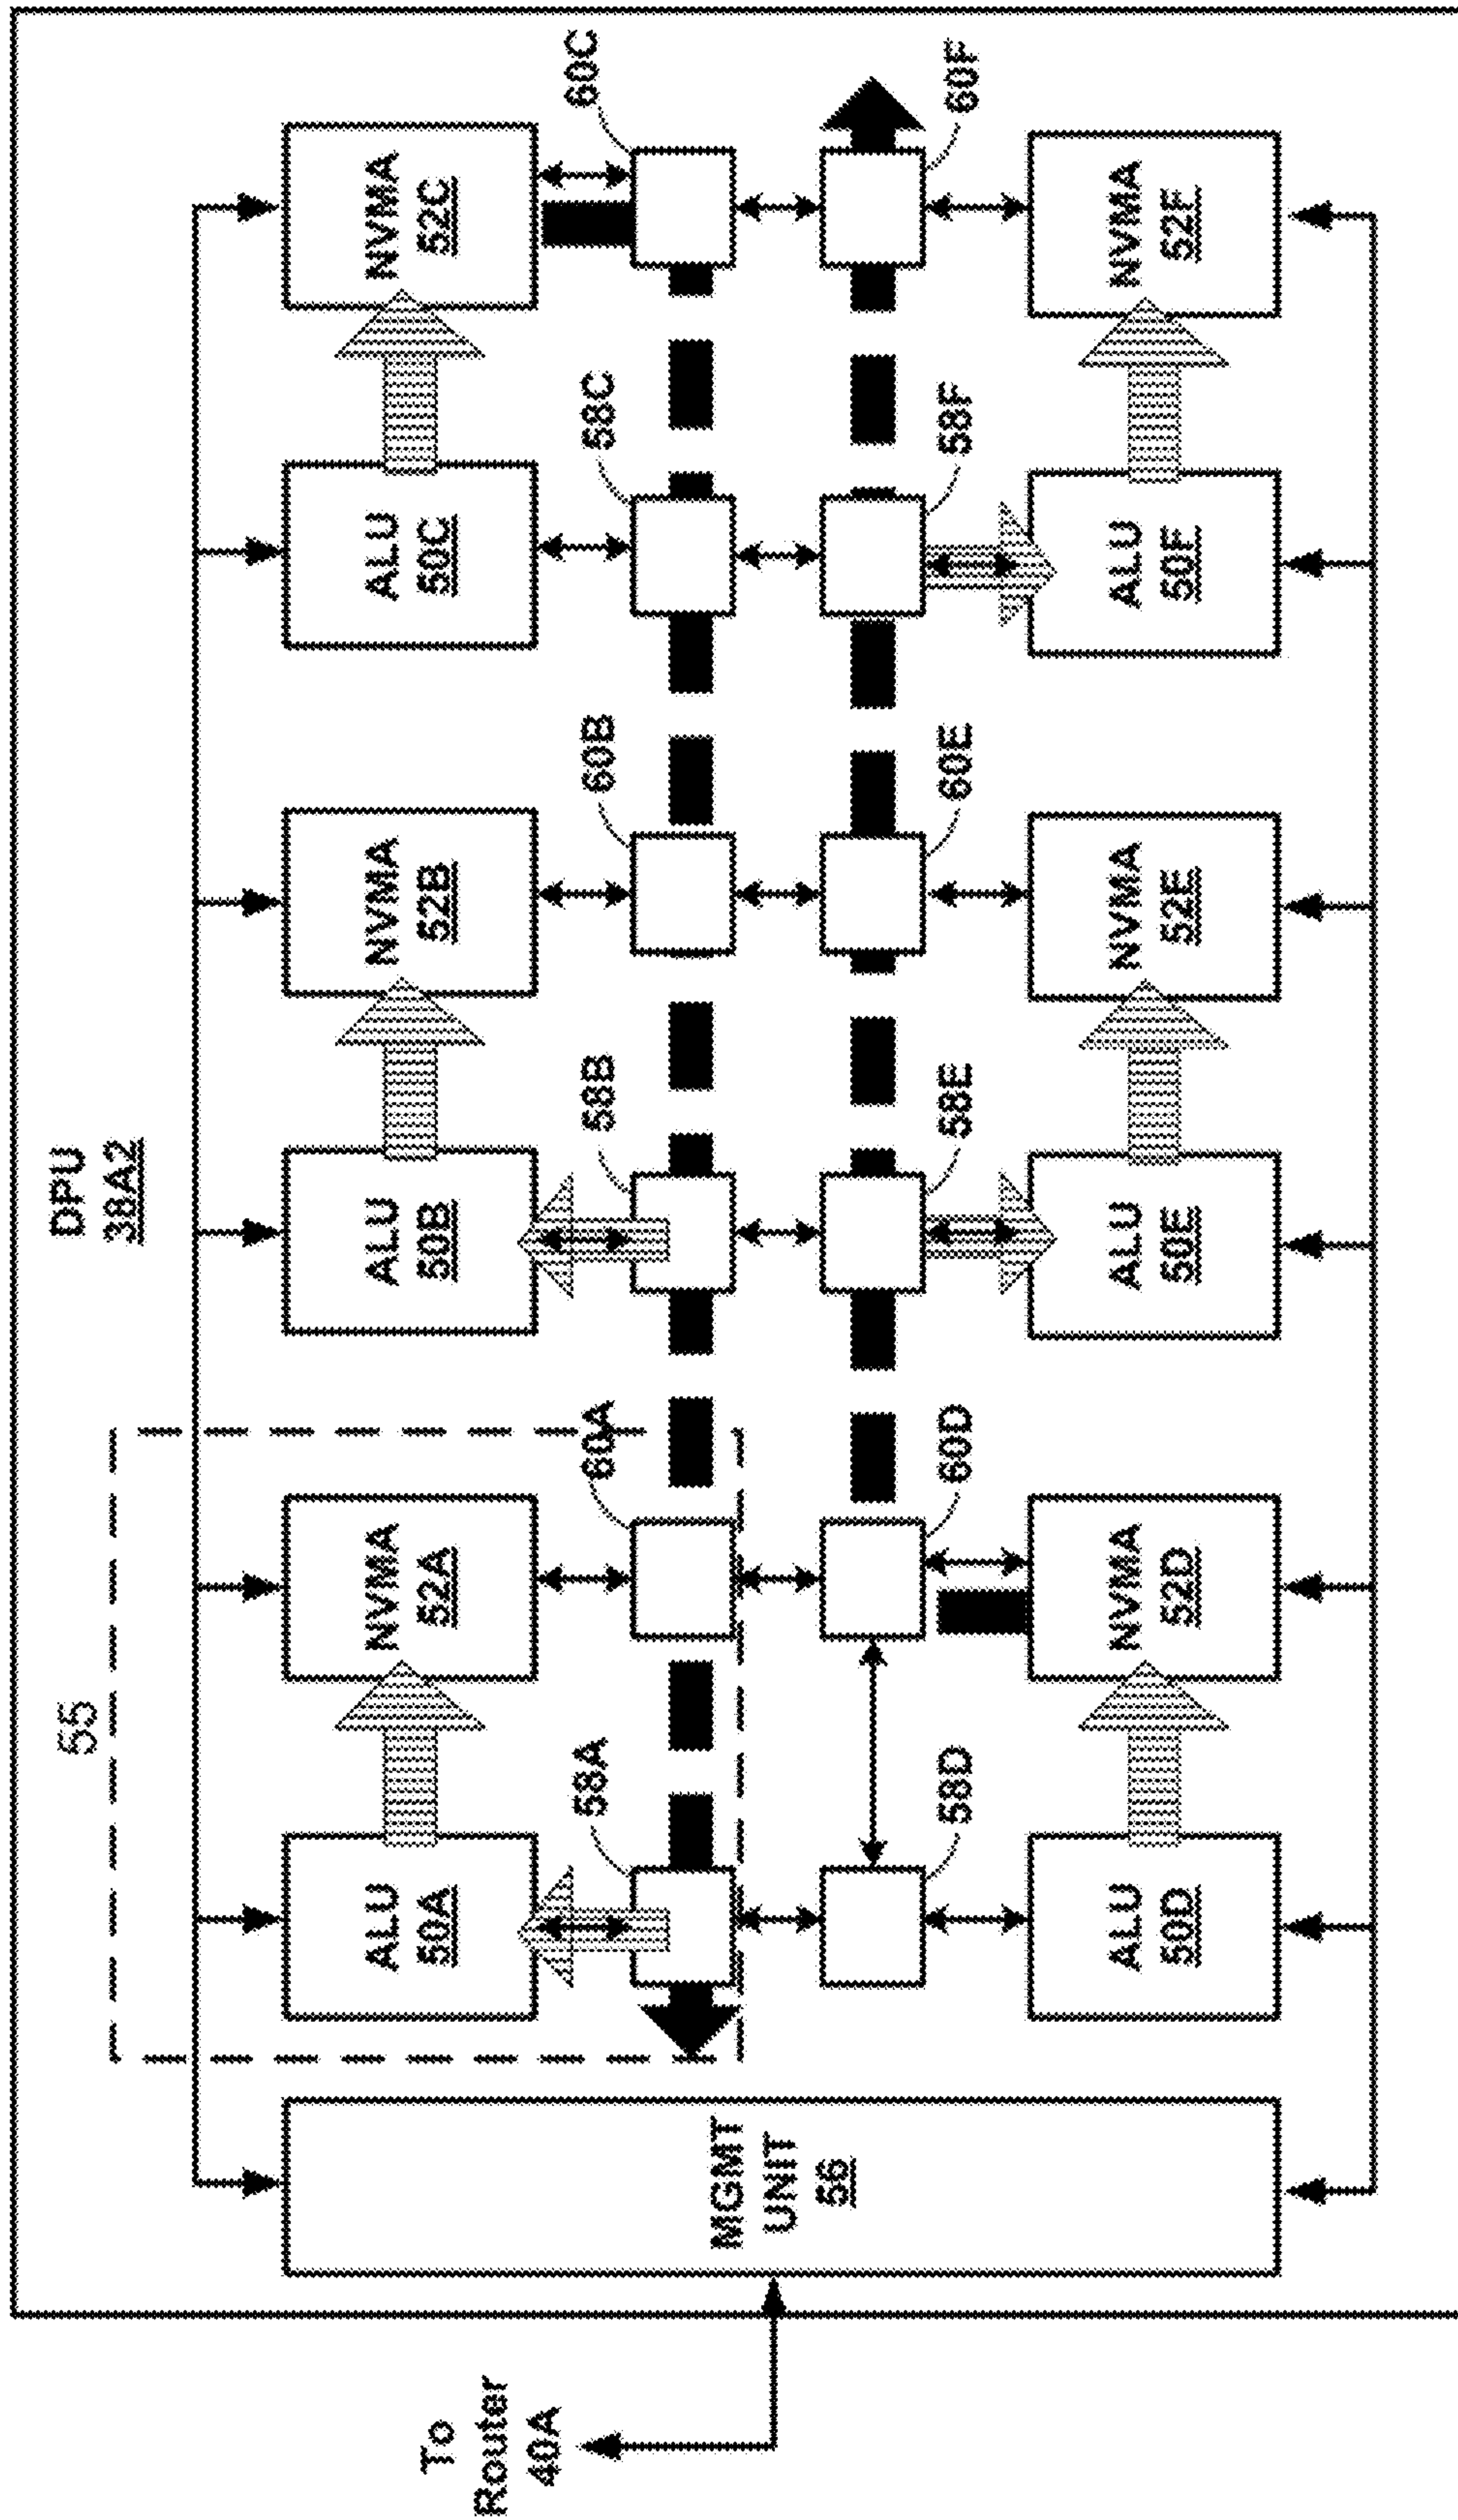 DPU
38A2
55
ALU
50A
NVMA
52A
ALU
50B
NVMA
52B
ALU
50C
NVMA
52C
58A
60A
58B
60B
58C
60C
To
Router
40A
MGMT
UNIT
56
58D
60D
58E
60E
58F
60F
ALU
50D
NVMA
52D
ALU
50E
NVMA
52E
ALU
50F
NVMA
52F